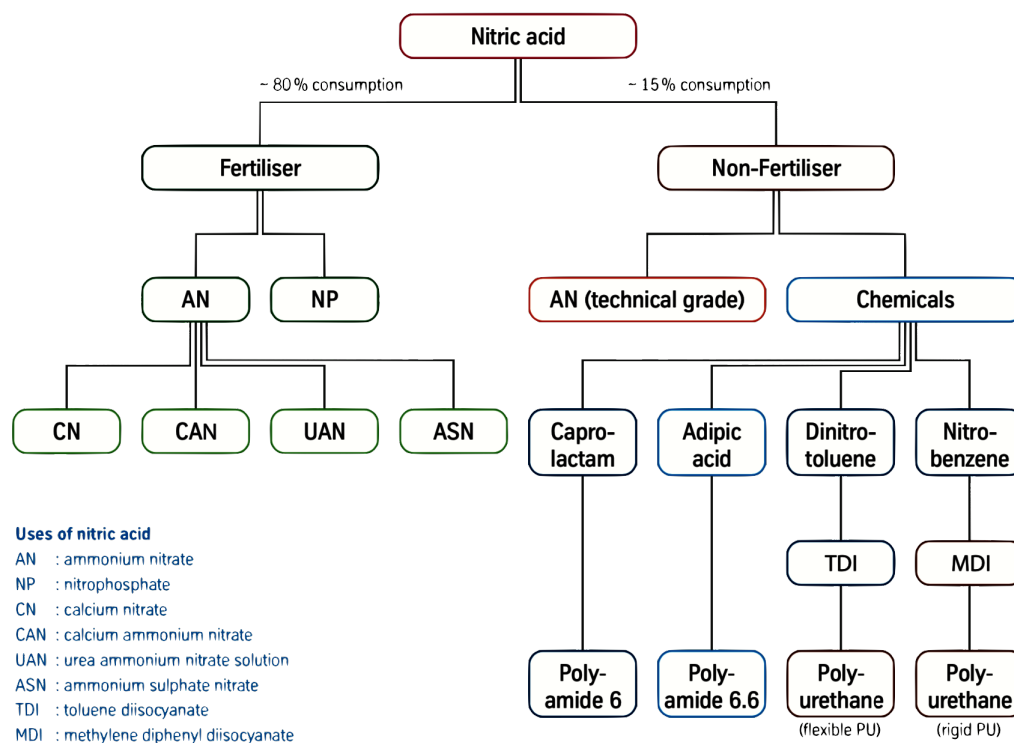 Nitric acid
~ 80% consumption
~ 15% consumption
Fertiliser
Non-Fertiliser
AN
NP
AN (technical grade)
Chemicals
CN
CAN
UAN
ASN
Capro-
lactam
Adipic
acid
Dinitro-
toluene
Nitro-
benzene
TDI
MDI
Poly-
amide 6
Poly-
amide 6.6
Poly-
urethane
(flexible PU)
Poly-
urethane
(rigid PU)
Uses of nitric acid
AN : ammonium nitrate
NP : nitrophosphate
CN : calcium nitrate
CAN : calcium ammonium nitrate
UAN : urea ammonium nitrate solution
ASN : ammonium sulphate nitrate
TDI : toluene diisocyanate
MDI : methylene diphenyl diisocyanate